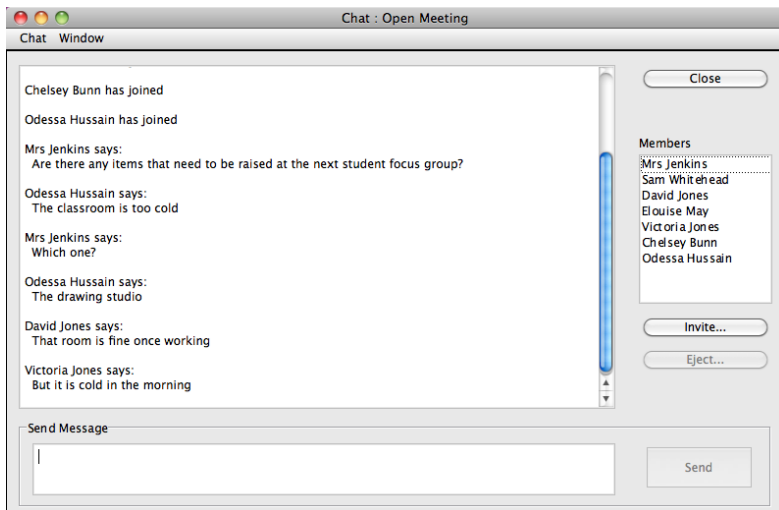 Chat : Open Meeting
Chat Window
Chelsey Bunn has joined
Odessa Hussain has joined
Mrs Jenkins says:
Are there any items that need to be raised at the next student focus group?
Odessa Hussain says:
The classroom is too cold
Mrs Jenkins says:
Which one?
Odessa Hussain says:
The drawing studio
David Jones says:
That room is fine once working
Victoria Jones says:
But it is cold in the morning
Close
Members
Mrs Jenkins
Sam Whitehead
David Jones
Elouise May
Victoria Jones
Chelsey Bunn
Odessa Hussain
Invite...
Eject...
Send Message
Send